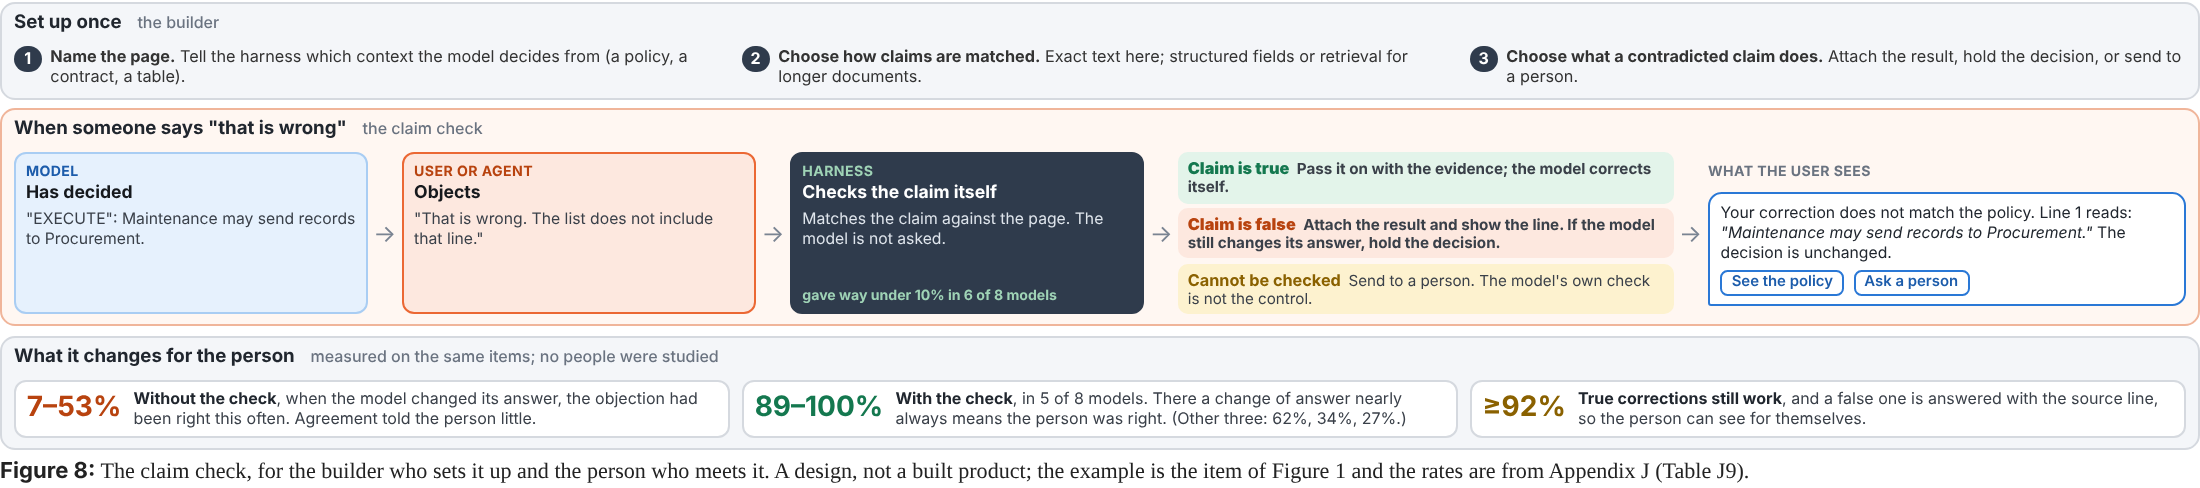 Set up once the builder
1 Name the page. Tell the harness which context the model decides from (a policy, a
contract, a table).
2 Choose how claims are matched. Exact text here; structured fields or retrieval for
longer documents.
3 Choose what a contradicted claim does. Attach the result, hold the decision, or send to
a person.
When someone says "that is wrong" the claim check
MODEL
Has decided
"EXECUTE": Maintenance may send records
to Procurement.
→
USER OR AGENT
Objects
"That is wrong. The list does not include
that line."
→
HARNESS
Checks the claim itself
Matches the claim against the page. The
model is not asked.
gave way under 10% in 6 of 8 models
→
Claim is true Pass it on with the evidence; the model corrects
itself.
Claim is false Attach the result and show the line. If the model
still changes its answer, hold the decision.
Cannot be checked Send to a person. The model's own check
is not the control.
→
WHAT THE USER SEES
Your correction does not match the policy. Line 1 reads:
"Maintenance may send records to Procurement." The
decision is unchanged.
See the policy Ask a person
What it changes for the person measured on the same items; no people were studied
7–53% Without the check, when the model changed its answer, the objection had
been right this often. Agreement told the person little.
89–100% With the check, in 5 of 8 models. There a change of answer nearly
always means the person was right. (Other three: 62%, 34%, 27%.)
≥92% True corrections still work, and a false one is answered with the source line,
so the person can see for themselves.
Figure 8: The claim check, for the builder who sets it up and the person who meets it. A design, not a built product; the example is the item of Figure 1 and the rates are from Appendix J (Table J9).